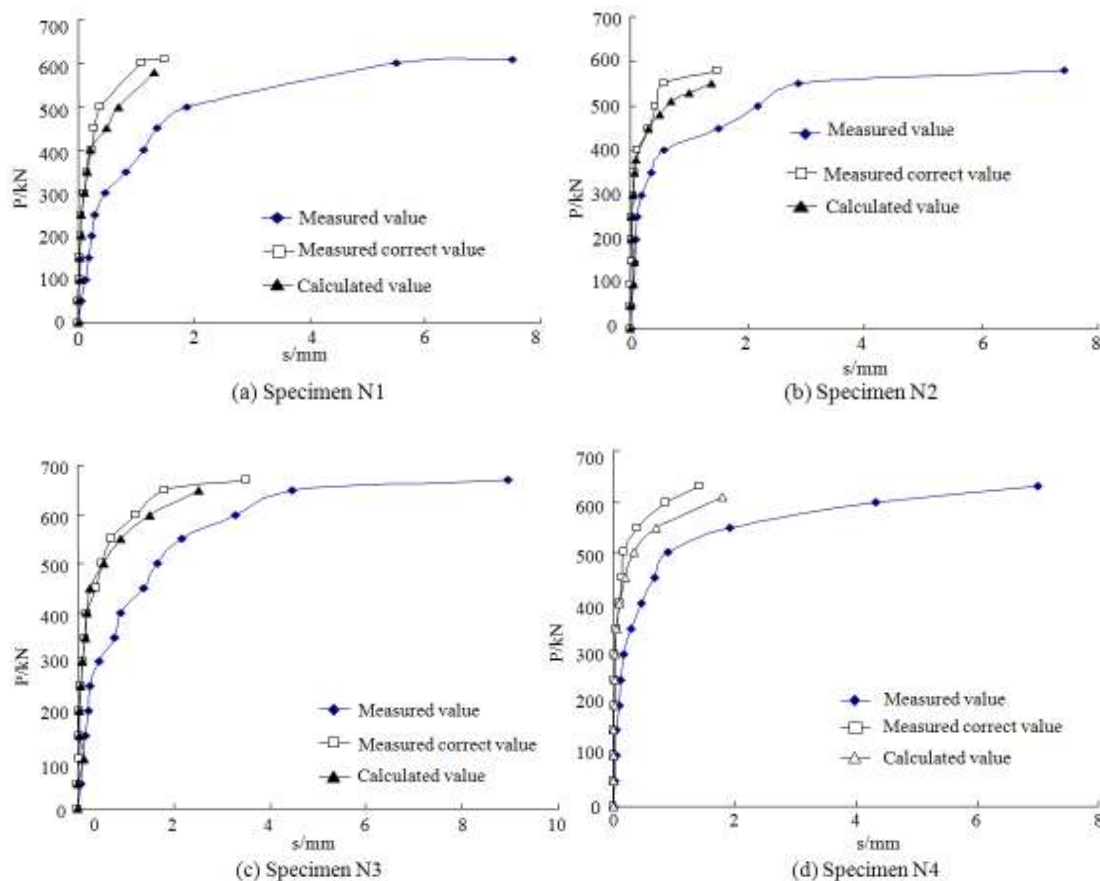 700
600
500
400
300
200
100
0
P/kN
Measured value
Measured correct value
Calculated value
0 2 4 6 8
s/mm
(a) Specimen N1
700
600
500
400
300
200
100
0
P/kN
Measured value
Measured correct value
Calculated value
0 2 4 6 8
s/mm
(b) Specimen N2
700
600
500
400
300
200
100
0
P/kN
Measured value
Measured correct value
Calculated value
0 2 4 6 8 10
s/mm
(c) Specimen N3
700
600
500
400
300
200
100
0
P/kN
Measured value
Measured correct value
Calculated value
0 2 4 6 8
s/mm
(d) Specimen N4